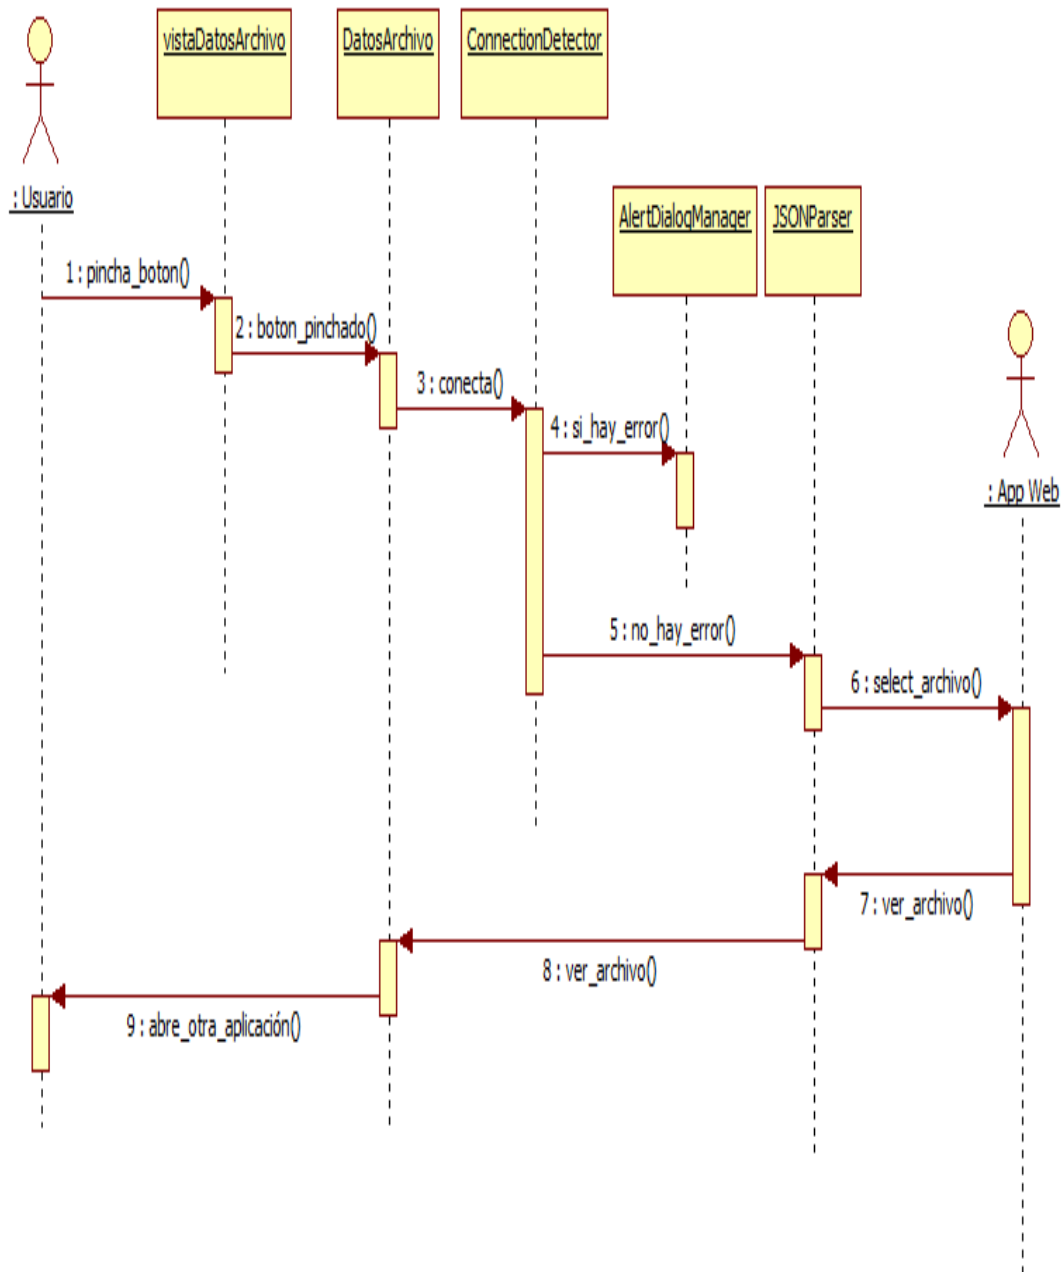 vistaDatosArchivo
DatosArchivo
ConnectionDetector
: Usuario
AlertDialogManager
JSONParser
1 : pincha_boton()
2 : boton_pinchado()
3 : conecta()
4 : si_hay_error()
: App Web
5 : no_hay_error()
6 : select_archivo()
7 : ver_archivo()
8 : ver_archivo()
9 : abre_otra_aplicación()